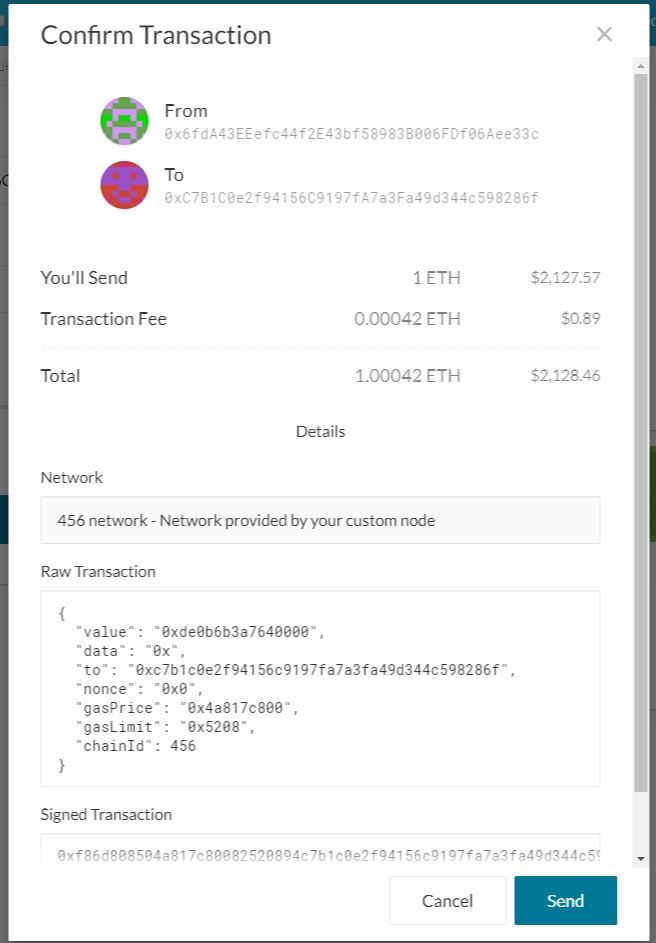 Confirm Transaction
From
0x6fdA43EEefc44f2E43bf58983B006FDf06Aee33c
To
0xC7B1C0e2f94156C9197fA7a3Fa49d344c598286f
You'll Send 1 ETH $2,127.57
Transaction Fee 0.00042 ETH $0.89
Total 1.00042 ETH $2,128.46
Details
Network
456 network - Network provided by your custom node
Raw Transaction
{
"value": "0xde0b6b3a7640000",
"data": "0x",
"to": "0xc7b1c0e2f94156c9197fa7a3fa49d344c598286f",
"nonce": "0x0",
"gasPrice": "0x4a817c800",
"gasLimit": "0x5208",
"chainId": 456
}
Signed Transaction
0xf86d808504a817c80082520894c7b1c0e2f94156c9197fa7a3fa49d344c59
Cancel Send